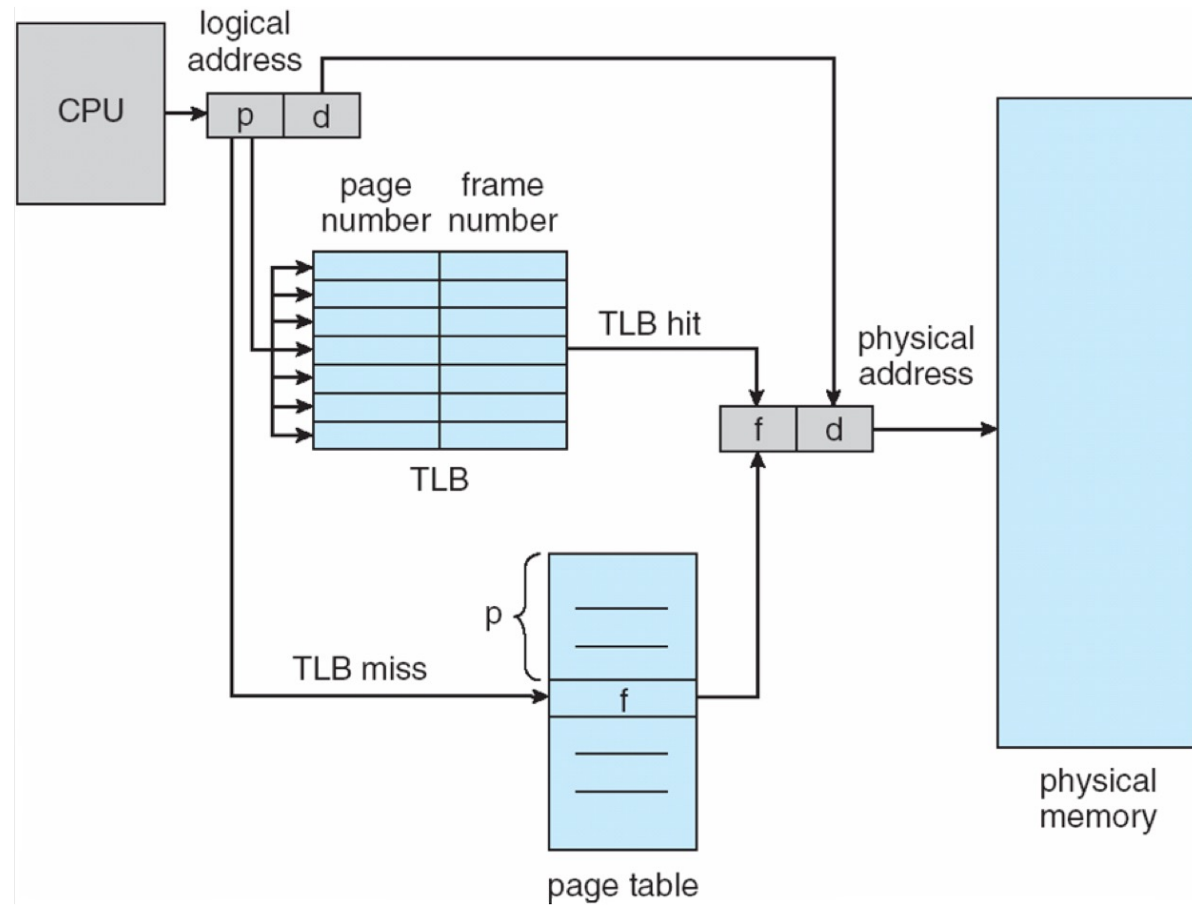 logical
address
CPU
p
d
page
number
frame
number
TLB hit
physical
address
f
d
TLB
p
TLB miss
f
physical
memory
page table